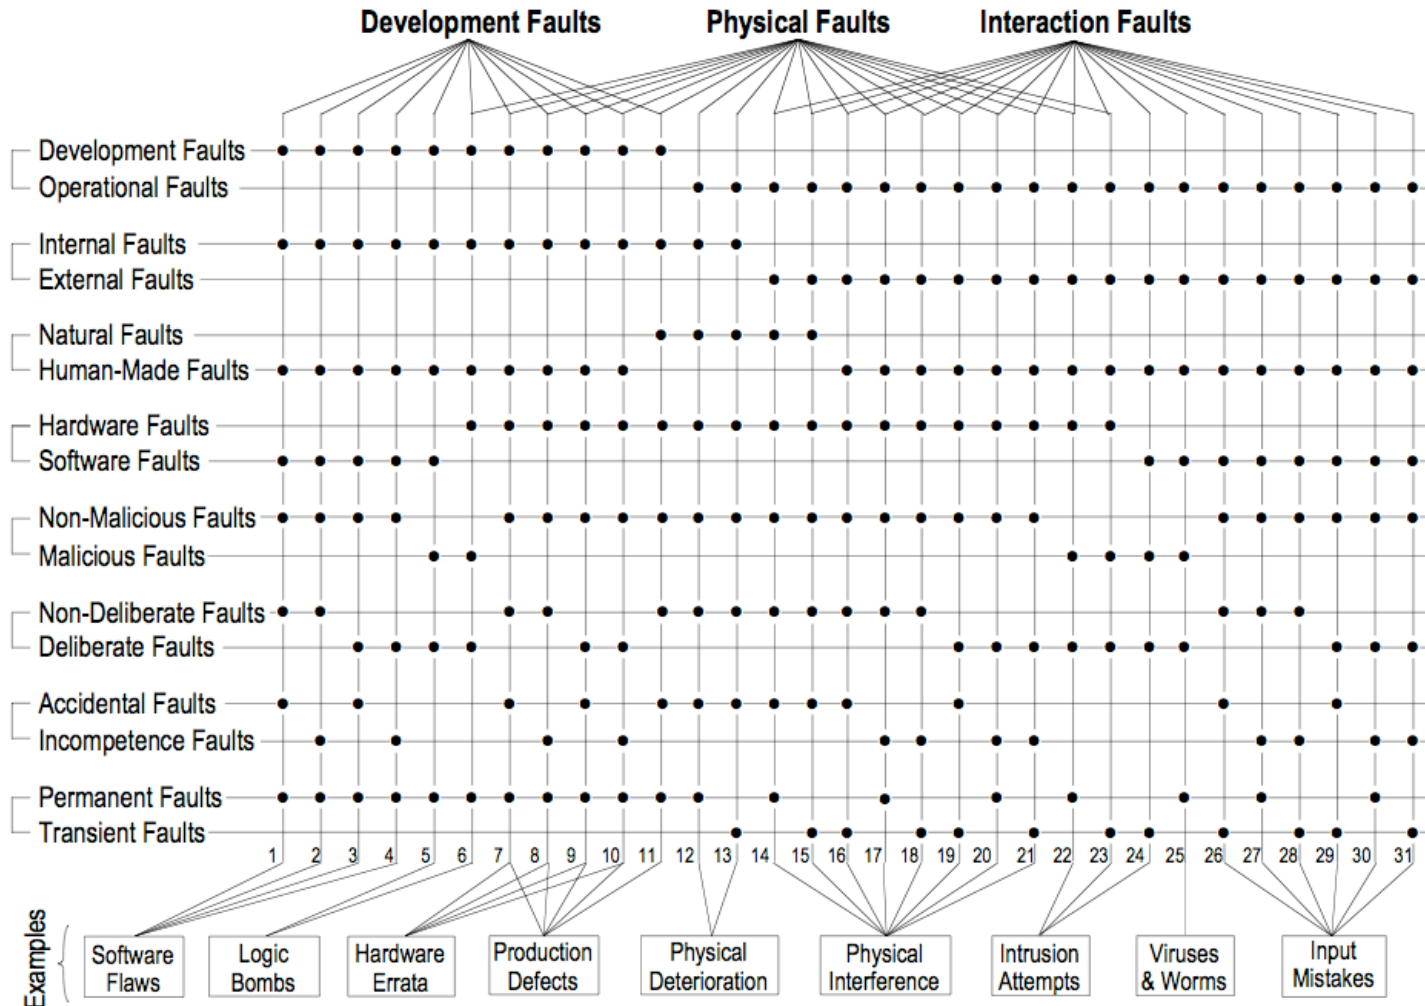 Development Faults Physical Faults Interaction Faults
Development Faults
Operational Faults
Internal Faults
External Faults
Natural Faults
Human-Made Faults
Hardware Faults
Software Faults
Non-Malicious Faults
Malicious Faults
Non-Deliberate Faults
Deliberate Faults
Accidental Faults
Incompetence Faults
Permanent Faults
Transient Faults
1 2 3 4 5 6 7 8 9 10 11 12 13 14 15 16 17 18 19 20 21 22 23 24 25 26 27 28 29 30 31
Examples
Software
Flaws
Logic
Bombs
Hardware
Errata
Production
Defects
Physical
Deterioration
Physical
Interference
Intrusion
Attempts
Viruses
& Worms
Input
Mistakes